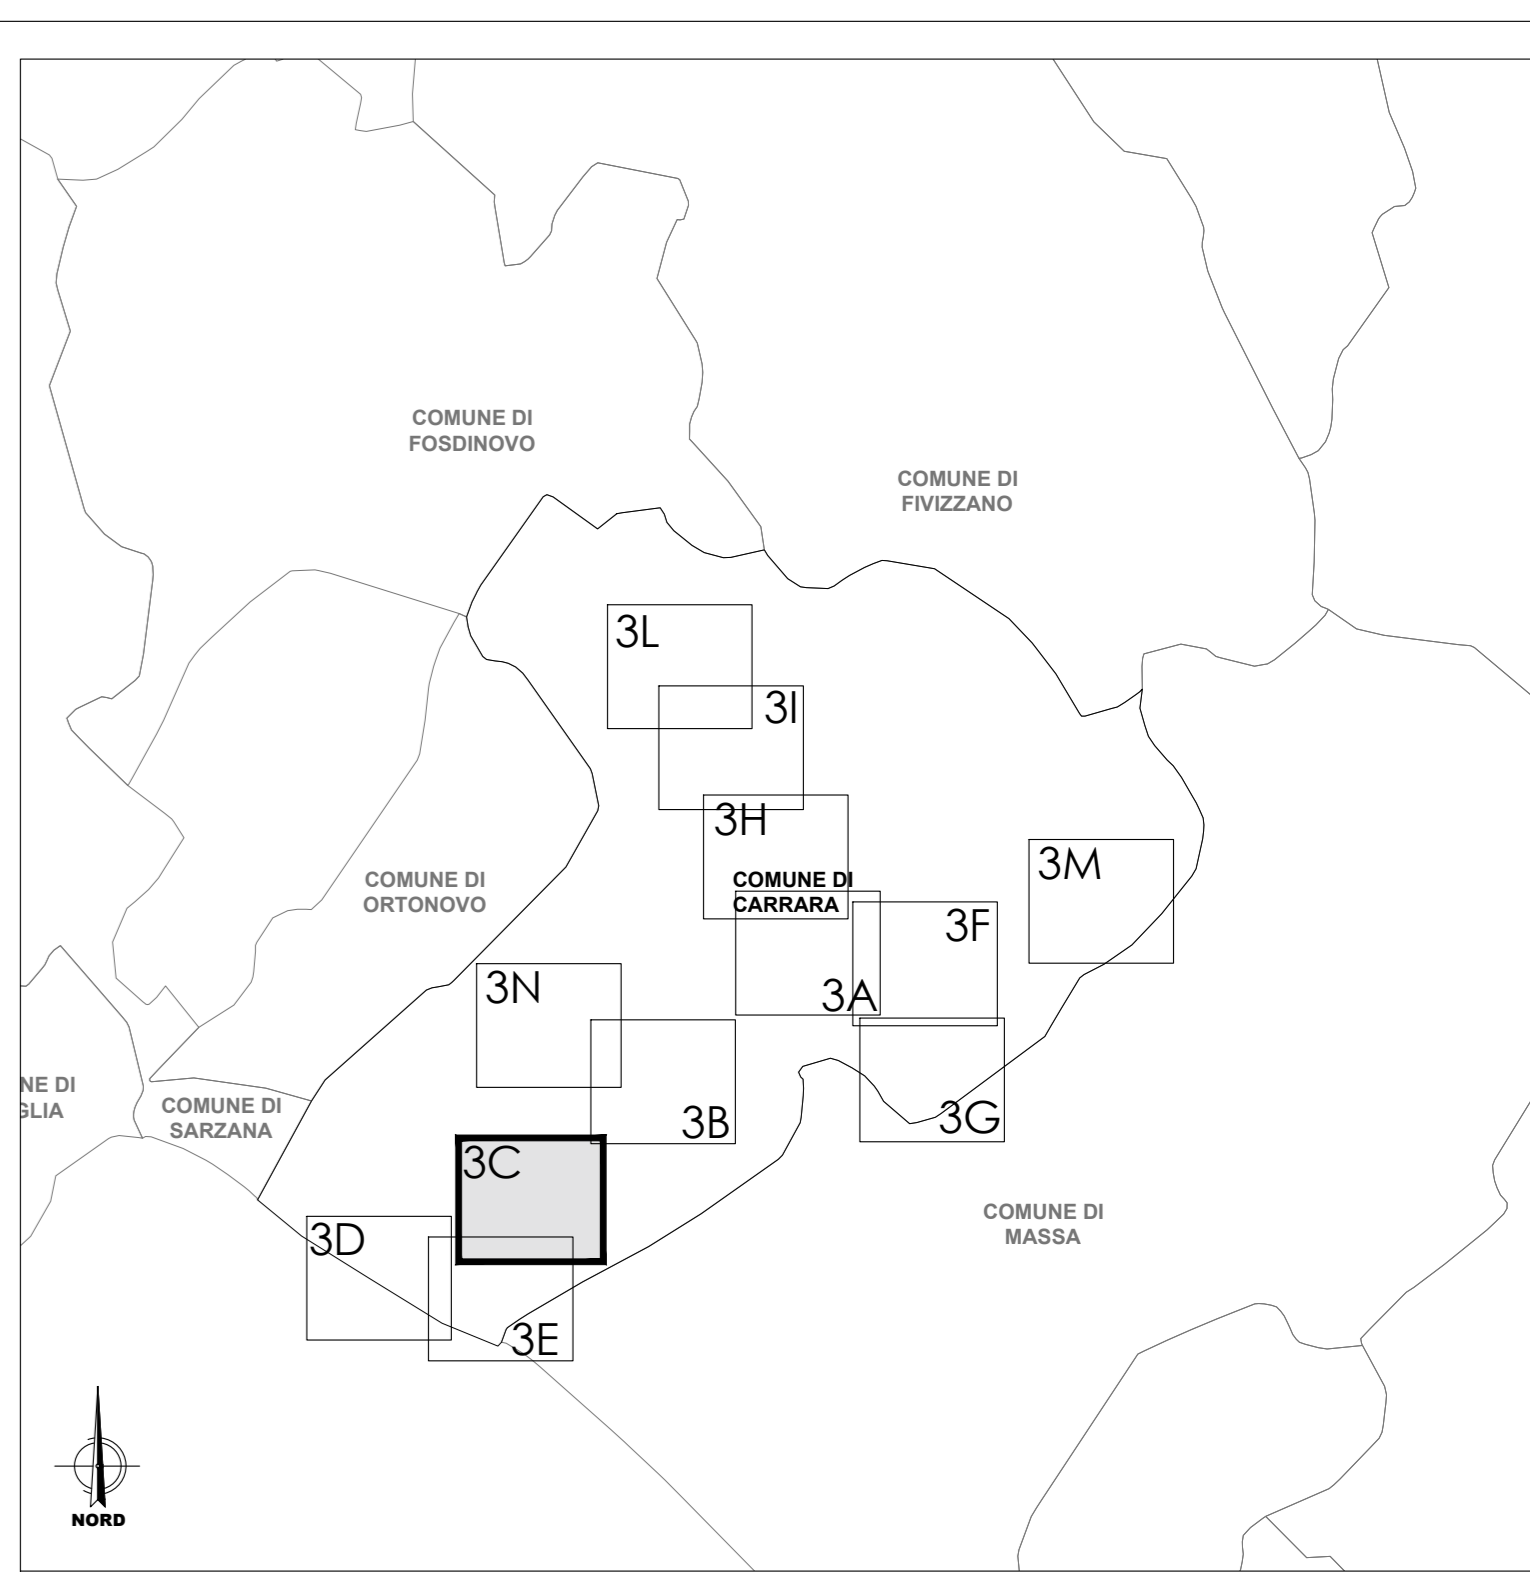 COMUNE DI
FOSDINOVO
COMUNE DI
FIVIZZANO
3L
3I
3H
COMUNE DI
CARRARA
3M
COMUNE DI
ORTONOVO
3F
3N
3A
NE DI
GLIA
COMUNE DI
SARZANA
3B
3G
3C
COMUNE DI
MASSA
3D
3E
NORD